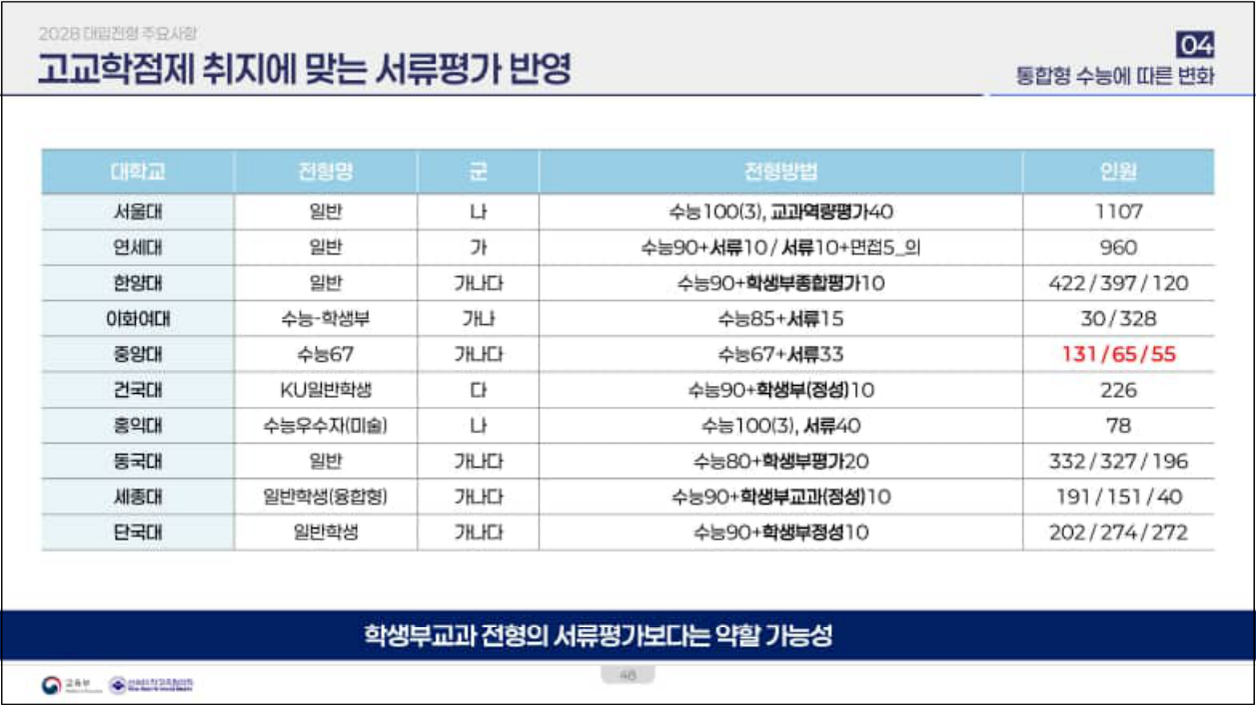 2028 대입전형 주요사항
고교학점제 취지에 맞는 서류평가 반영
04
통합형 수능에 따른 변화
대학교 전형명 군 전형방법 인원
서울대 일반 나 수능100(3), 교과역량평가40 1107
연세대 일반 가 수능90+서류10 / 서류10+면접5_의 960
한양대 일반 가나다 수능90+학생부종합평가10 422 / 397 / 120
이화여대 수능-학생부 가나 수능85+서류15 30 / 328
중앙대 수능67 가나다 수능67+서류33 131 / 65 / 55
건국대 KU일반학생 다 수능90+학생부(정성)10 226
홍익대 수능우수자(미술) 나 수능100(3), 서류40 78
동국대 일반 가나다 수능80+학생부평가20 332 / 327 / 196
세종대 일반학생(융합형) 가나다 수능90+학생부교과(정성)10 191 / 151 / 40
단국대 일반학생 가나다 수능90+학생부정성10 202 / 274 / 272
학생부교과 전형의 서류평가보다는 약할 가능성
교육부
48